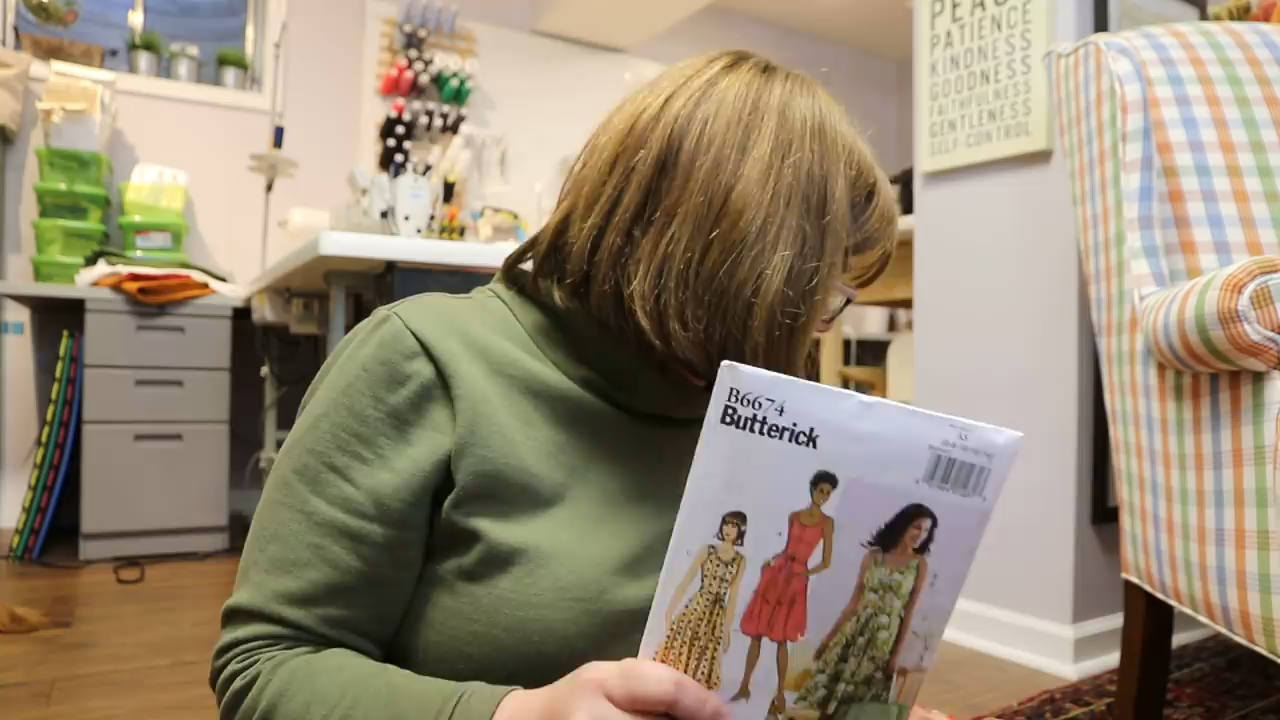 PEACE
PATIENCE
KINDNESS
GOODNESS
FAITHFULNESS
GENTLENESS
SELF-CONTROL
B6674
Butterick